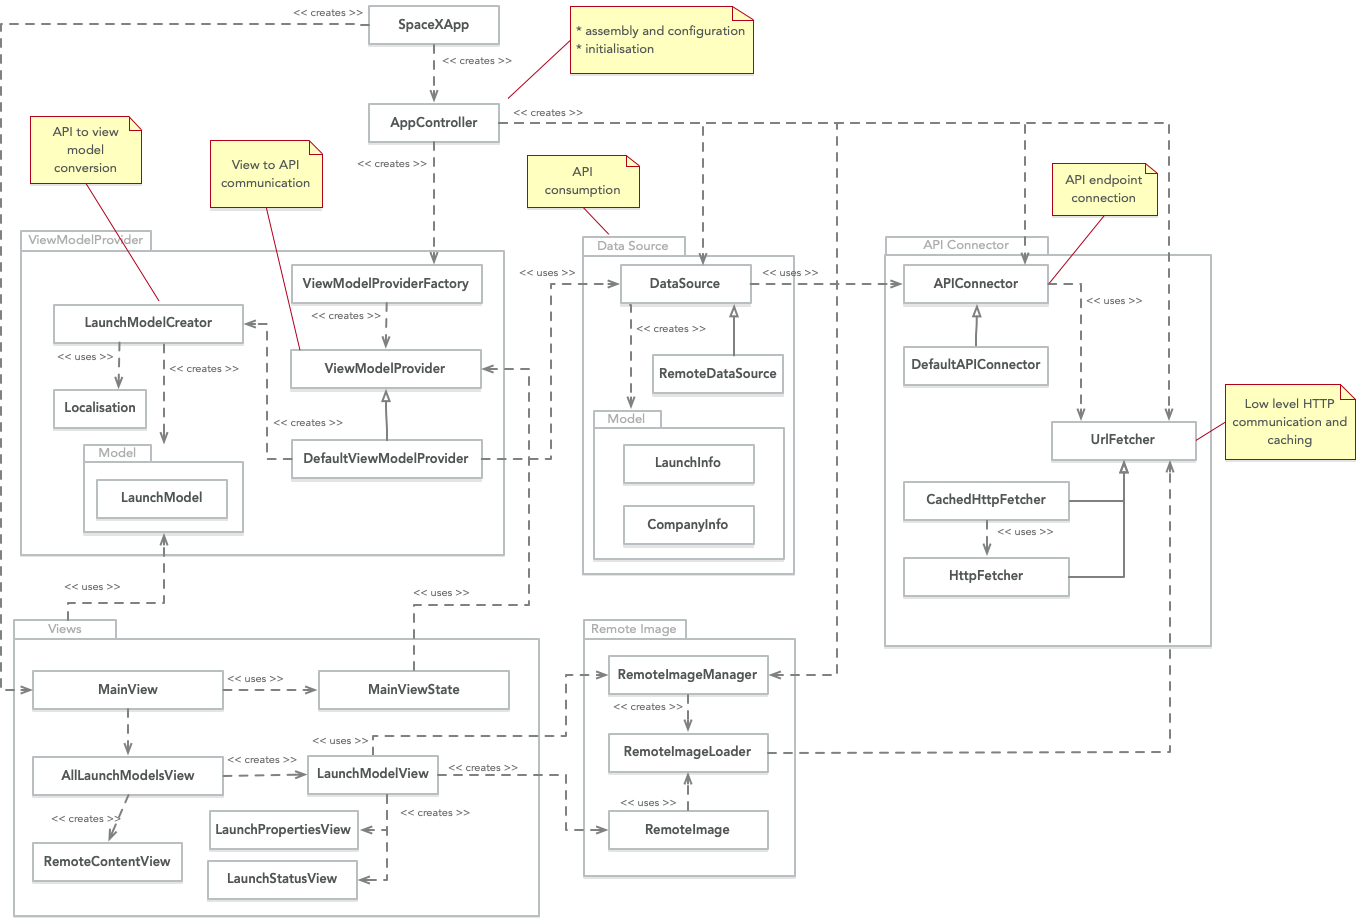 << creates >>
SpaceXApp
* assembly and configuration
* initialisation
<< creates >>
AppController
<< creates >>
<< creates >>
API to view
model
conversion
View to API
communication
API
consumption
API endpoint
connection
ViewModelProvider
ViewModelProviderFactory
<< creates >>
LaunchModelCreator
<< uses >>
<< creates >>
ViewModelProvider
Localisation
<< creates >>
DefaultViewModelProvider
Model
LaunchModel
<< uses >>
Data Source
DataSource
<< uses >>
<< creates >>
RemoteDataSource
Model
LaunchInfo
CompanyInfo
API Connector
APIConnector
<< uses >>
DefaultAPIConnector
Low level HTTP
communication and
caching
UrlFetcher
CachedHttpFetcher
<< uses >>
HttpFetcher
<< uses >>
<< uses >>
Views
MainView
<< uses >>
MainViewState
<< uses >>
AllLaunchModelsView
<< creates >>
LaunchModelView
<< creates >>
<< creates >>
<< creates >>
LaunchPropertiesView
RemoteContentView
LaunchStatusView
Remote Image
RemoteImageManager
<< creates >>
RemoteImageLoader
<< uses >>
RemoteImage